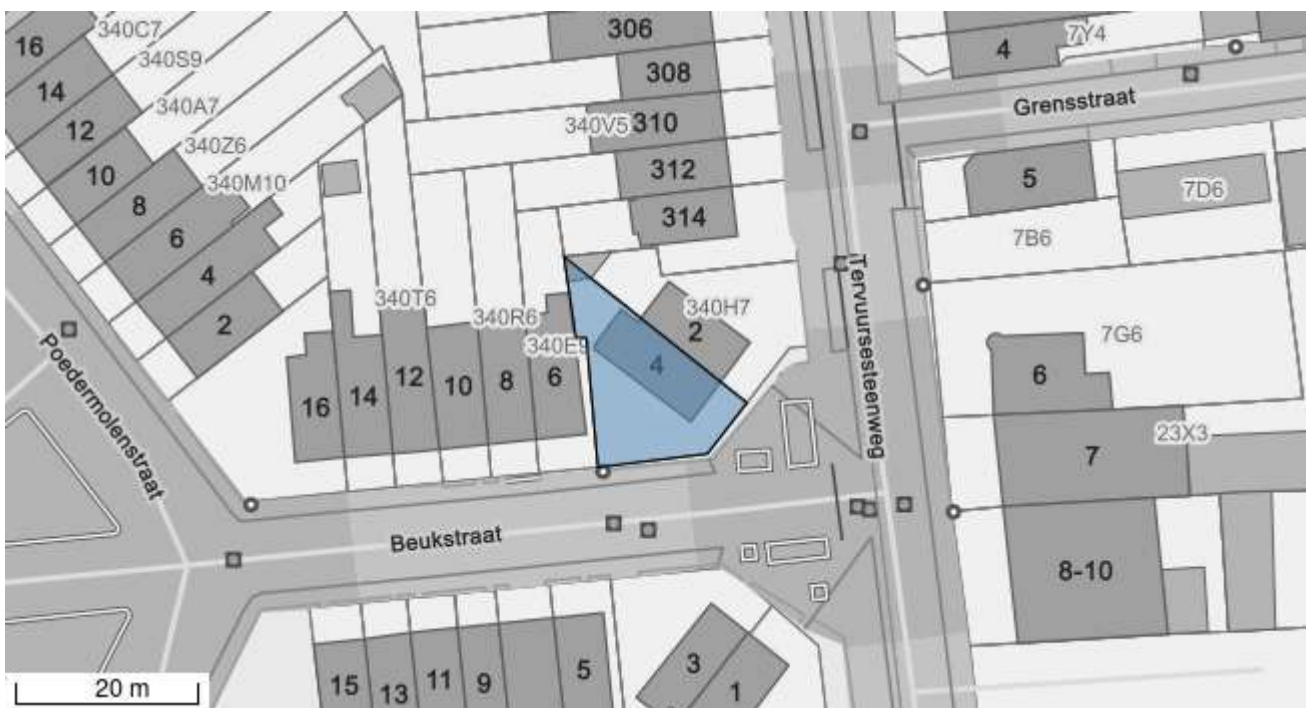 16
340C7
306
4
7Y4
340S9
308
14
340A7
Grensstraat
12
340V5
310
340Z6
10
312
5
340M10
7D6
8
314
7B6
6
4
Tervuursesteenweg
340T6
340H7
2
340R6
2
7G6
340E9
Poedermolenstraat
4
6
12
6
10
8
14
16
23X3
7
Beukstraat
8-10
3
5
11
9
15
13
1
20 m